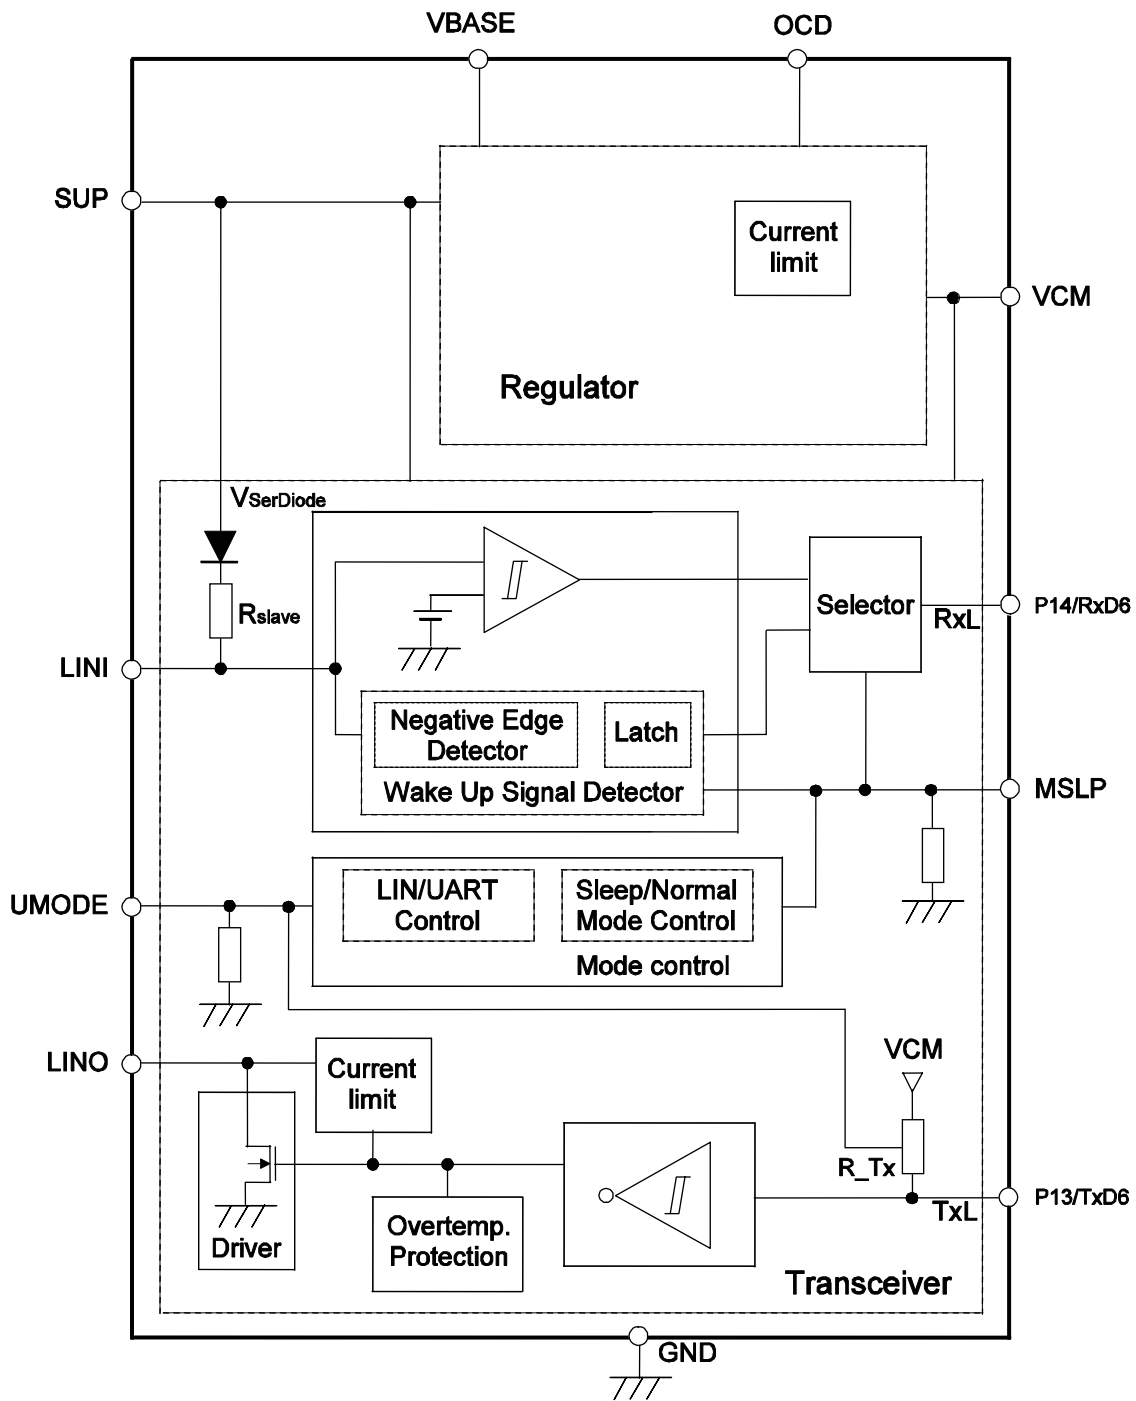 VBASE
OCD
SUP
Current
limit
VCM
Regulator
VSerDiode
Rslave
Selector
RxL
P14/RxD6
LINI
Negative Edge
Detector
Latch
Wake Up Signal Detector
MSLP
UMODE
LIN/UART
Control
Sleep/Normal
Mode Control
Mode control
LINO
Current
limit
VCM
R_Tx
TxL
P13/TxD6
Driver
Overtemp.
Protection
Transceiver
GND